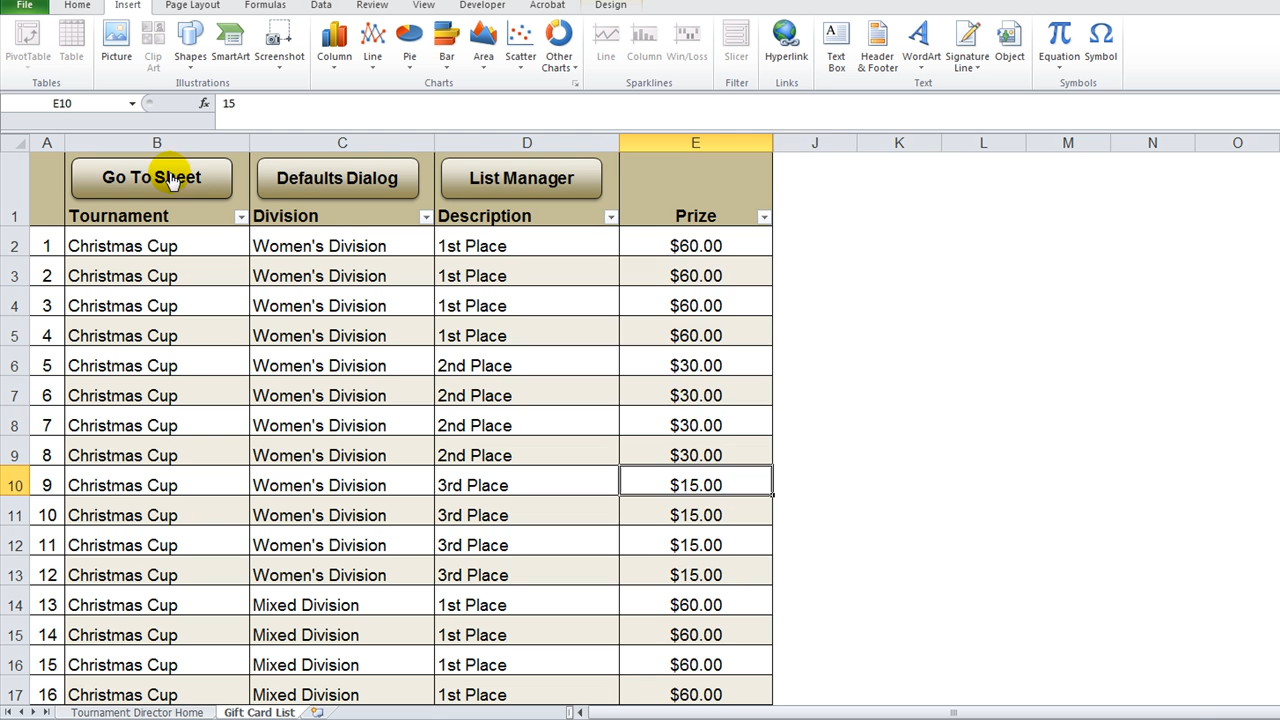 File Insert Page Layout Formulas Data Review View Developer Acrobat Design
PivotTable Table Picture Clip Art Shapes SmartArt Screenshot Column Line Pie Bar Area Scatter Other Charts Line Column Win/Loss Slicer Hyperlink Text Box Header & Footer WordArt Signature Line Object Equation Symbol
Tables Illustrations Charts Sparklines Filter Links Text Symbols
E10 fx 15
A B C D E J K L M N O
Go To Sheet Defaults Dialog List Manager
1 Tournament Division Description Prize
2 1 Christmas Cup Women's Division 1st Place $60.00
3 2 Christmas Cup Women's Division 1st Place $60.00
4 3 Christmas Cup Women's Division 1st Place $60.00
5 4 Christmas Cup Women's Division 1st Place $60.00
6 5 Christmas Cup Women's Division 2nd Place $30.00
7 6 Christmas Cup Women's Division 2nd Place $30.00
8 7 Christmas Cup Women's Division 2nd Place $30.00
9 8 Christmas Cup Women's Division 2nd Place $30.00
10 9 Christmas Cup Women's Division 3rd Place $15.00
11 10 Christmas Cup Women's Division 3rd Place $15.00
12 11 Christmas Cup Women's Division 3rd Place $15.00
13 12 Christmas Cup Women's Division 3rd Place $15.00
14 13 Christmas Cup Mixed Division 1st Place $60.00
15 14 Christmas Cup Mixed Division 1st Place $60.00
16 15 Christmas Cup Mixed Division 1st Place $60.00
17 16 Christmas Cup Mixed Division 1st Place $60.00
Tournament Director Home Gift Card List